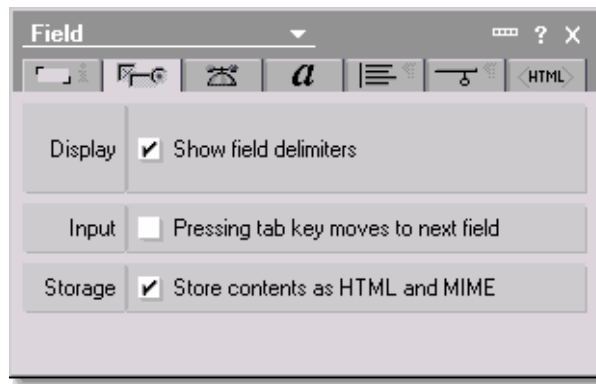 Field ? X
a <HTML>
Display Show field delimiters
Input Pressing tab key moves to next field
Storage Store contents as HTML and MIME